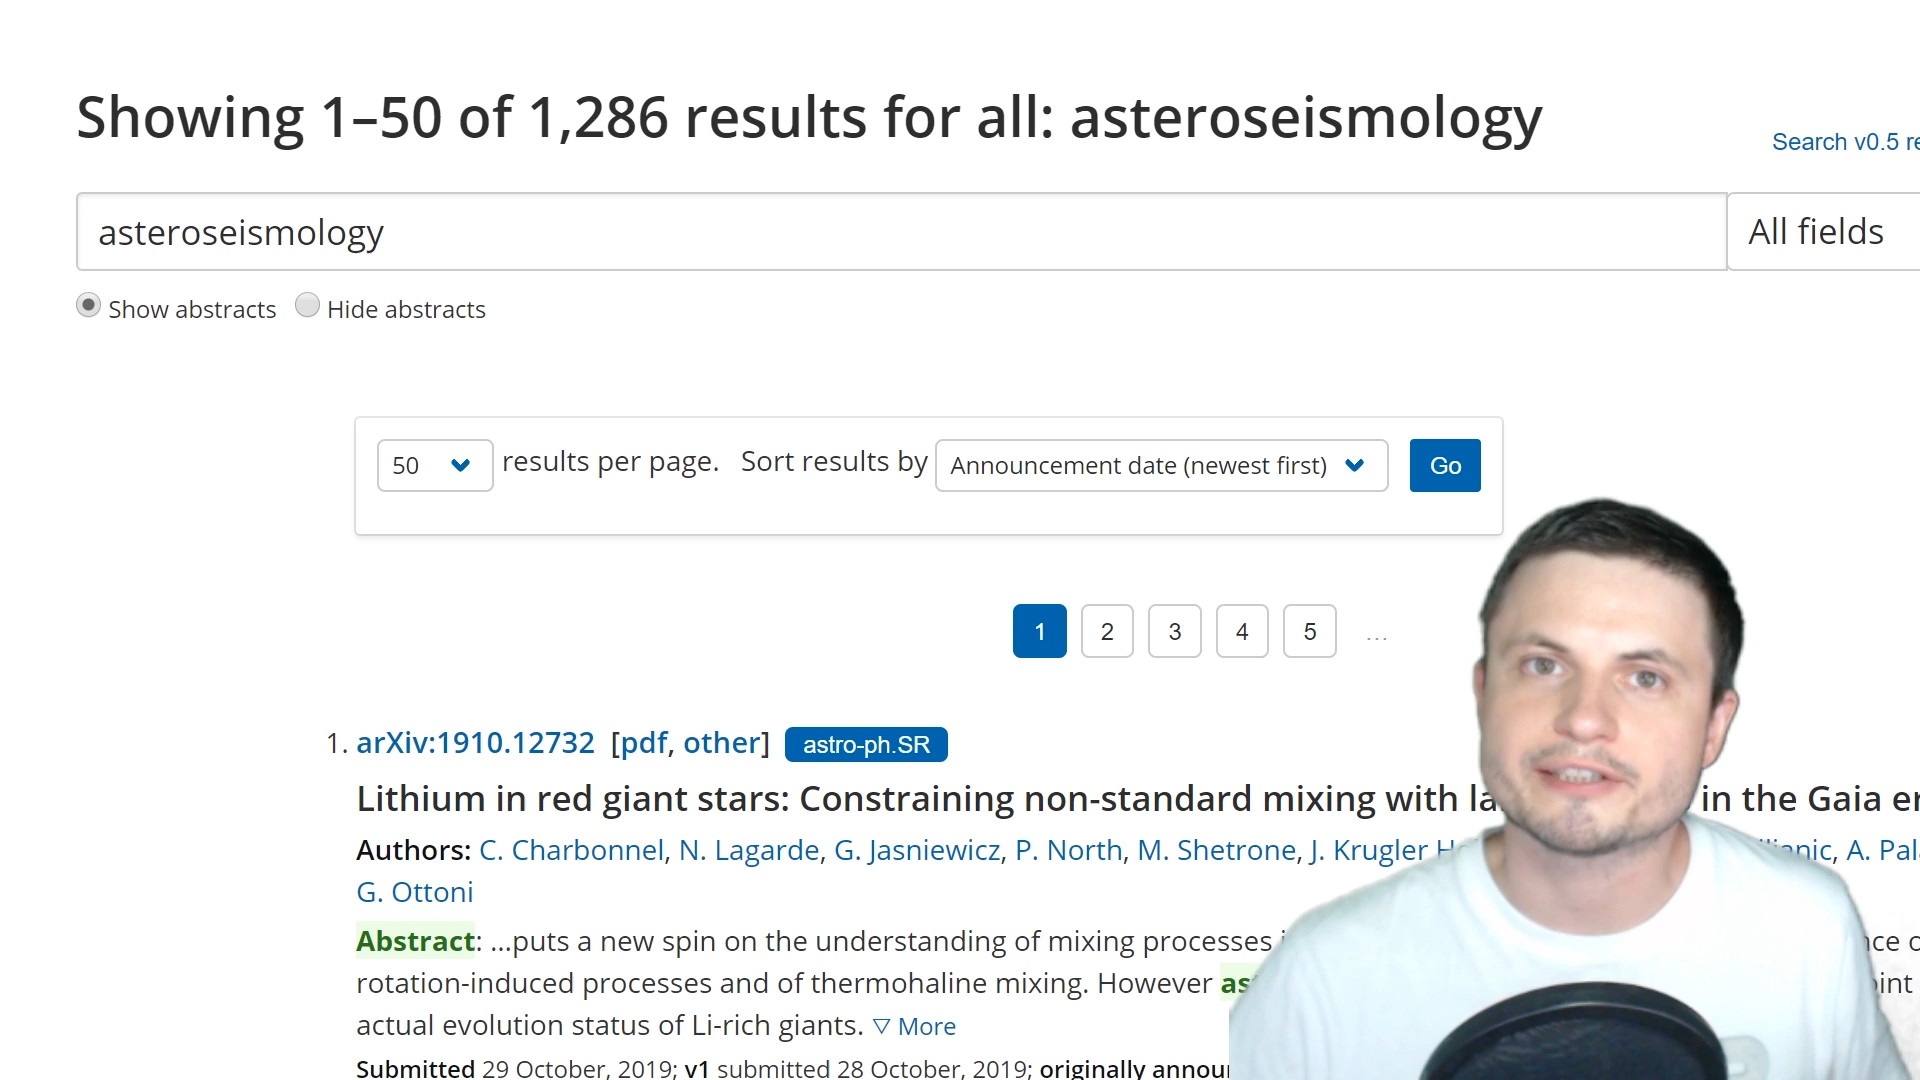 Showing 1–50 of 1,286 results for all: asteroseismology
Search v0.5
asteroseismology
All fields
Show abstracts Hide abstracts
50 results per page. Sort results by Announcement date (newest first) Go
1 2 3 4 5 ...
1. arXiv:1910.12732 [pdf, other] astro-ph.SR
Lithium in red giant stars: Constraining non-standard mixing with in the Gaia
Authors: C. Charbonnel, N. Lagarde, G. Jasniewicz, P. North, M. Shetrone, J. Krugler A.
G. Ottoni
Abstract: ...puts a new spin on the understanding of mixing processes
rotation-induced processes and of thermohaline mixing. However
actual evolution status of Li-rich giants. ▽ More
Submitted 29 October, 2019; v1 submitted 28 October, 2019; originally